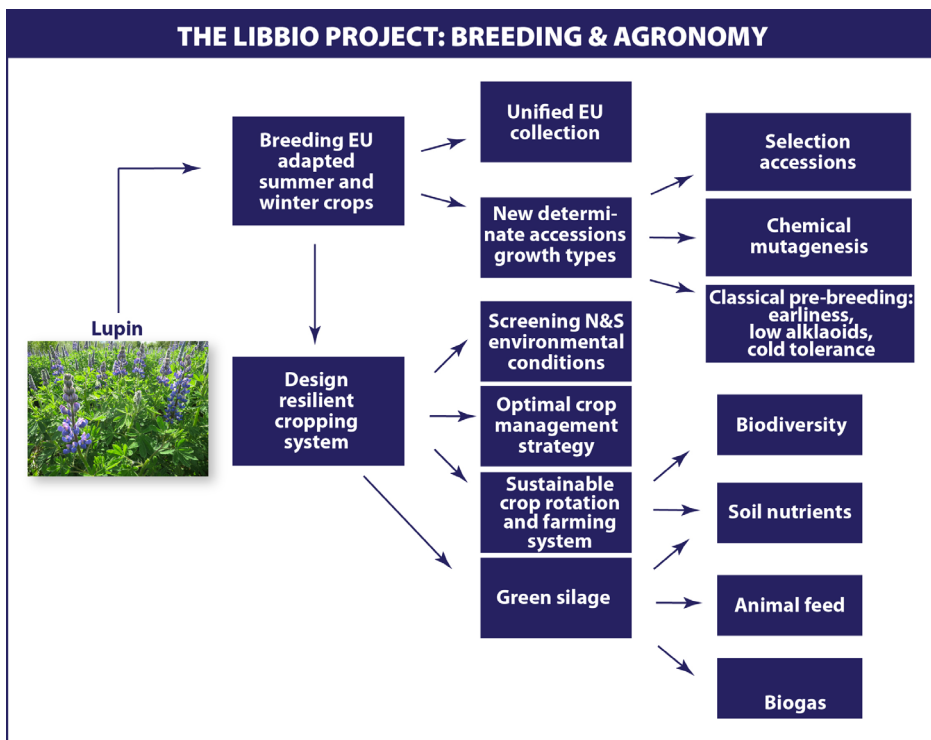 THE LIBBIO PROJECT: BREEDING & AGRONOMY
Lupin
Breeding EU
adapted
summer and
winter crops
Unified EU
collection
New determi-
nate accessions
growth types
Selection
accessions
Chemical
mutagenesis
Classical pre-breeding:
earliness,
low alklaoids,
cold tolerance
Design
resilient
cropping
system
Screening N&S
environmental
conditions
Optimal crop
management
strategy
Sustainable
crop rotation
and farming
system
Green silage
Biodiversity
Soil nutrients
Animal feed
Biogas